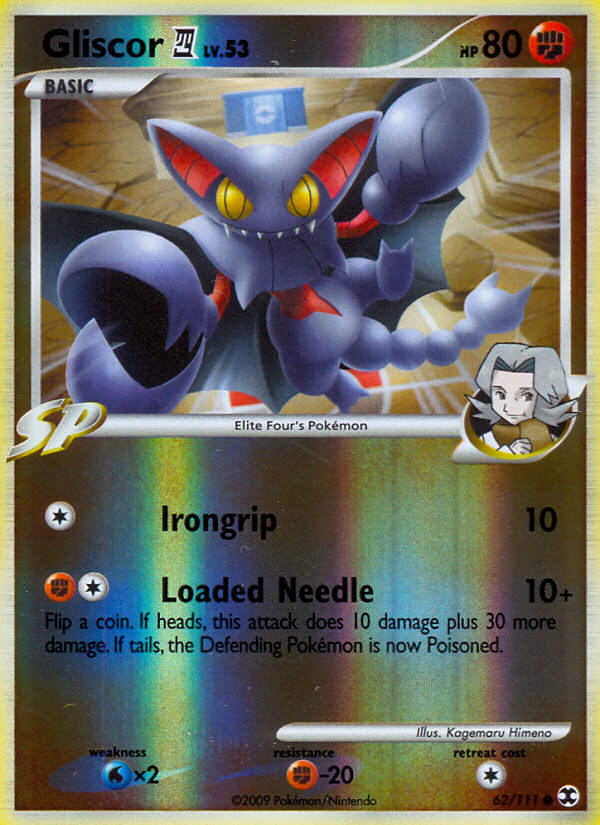 Gliscor 四 LV.53 HP 80
BASIC
SP
Elite Four's Pokémon
Irongrip 10
Loaded Needle 10+
Flip a coin. If heads, this attack does 10 damage plus 30 more
damage. If tails, the Defending Pokémon is now Poisoned.
Illus. Kagemaru Himeno
weakness resistance retreat cost
×2 -20
©2009 Pokémon/Nintendo 62/111